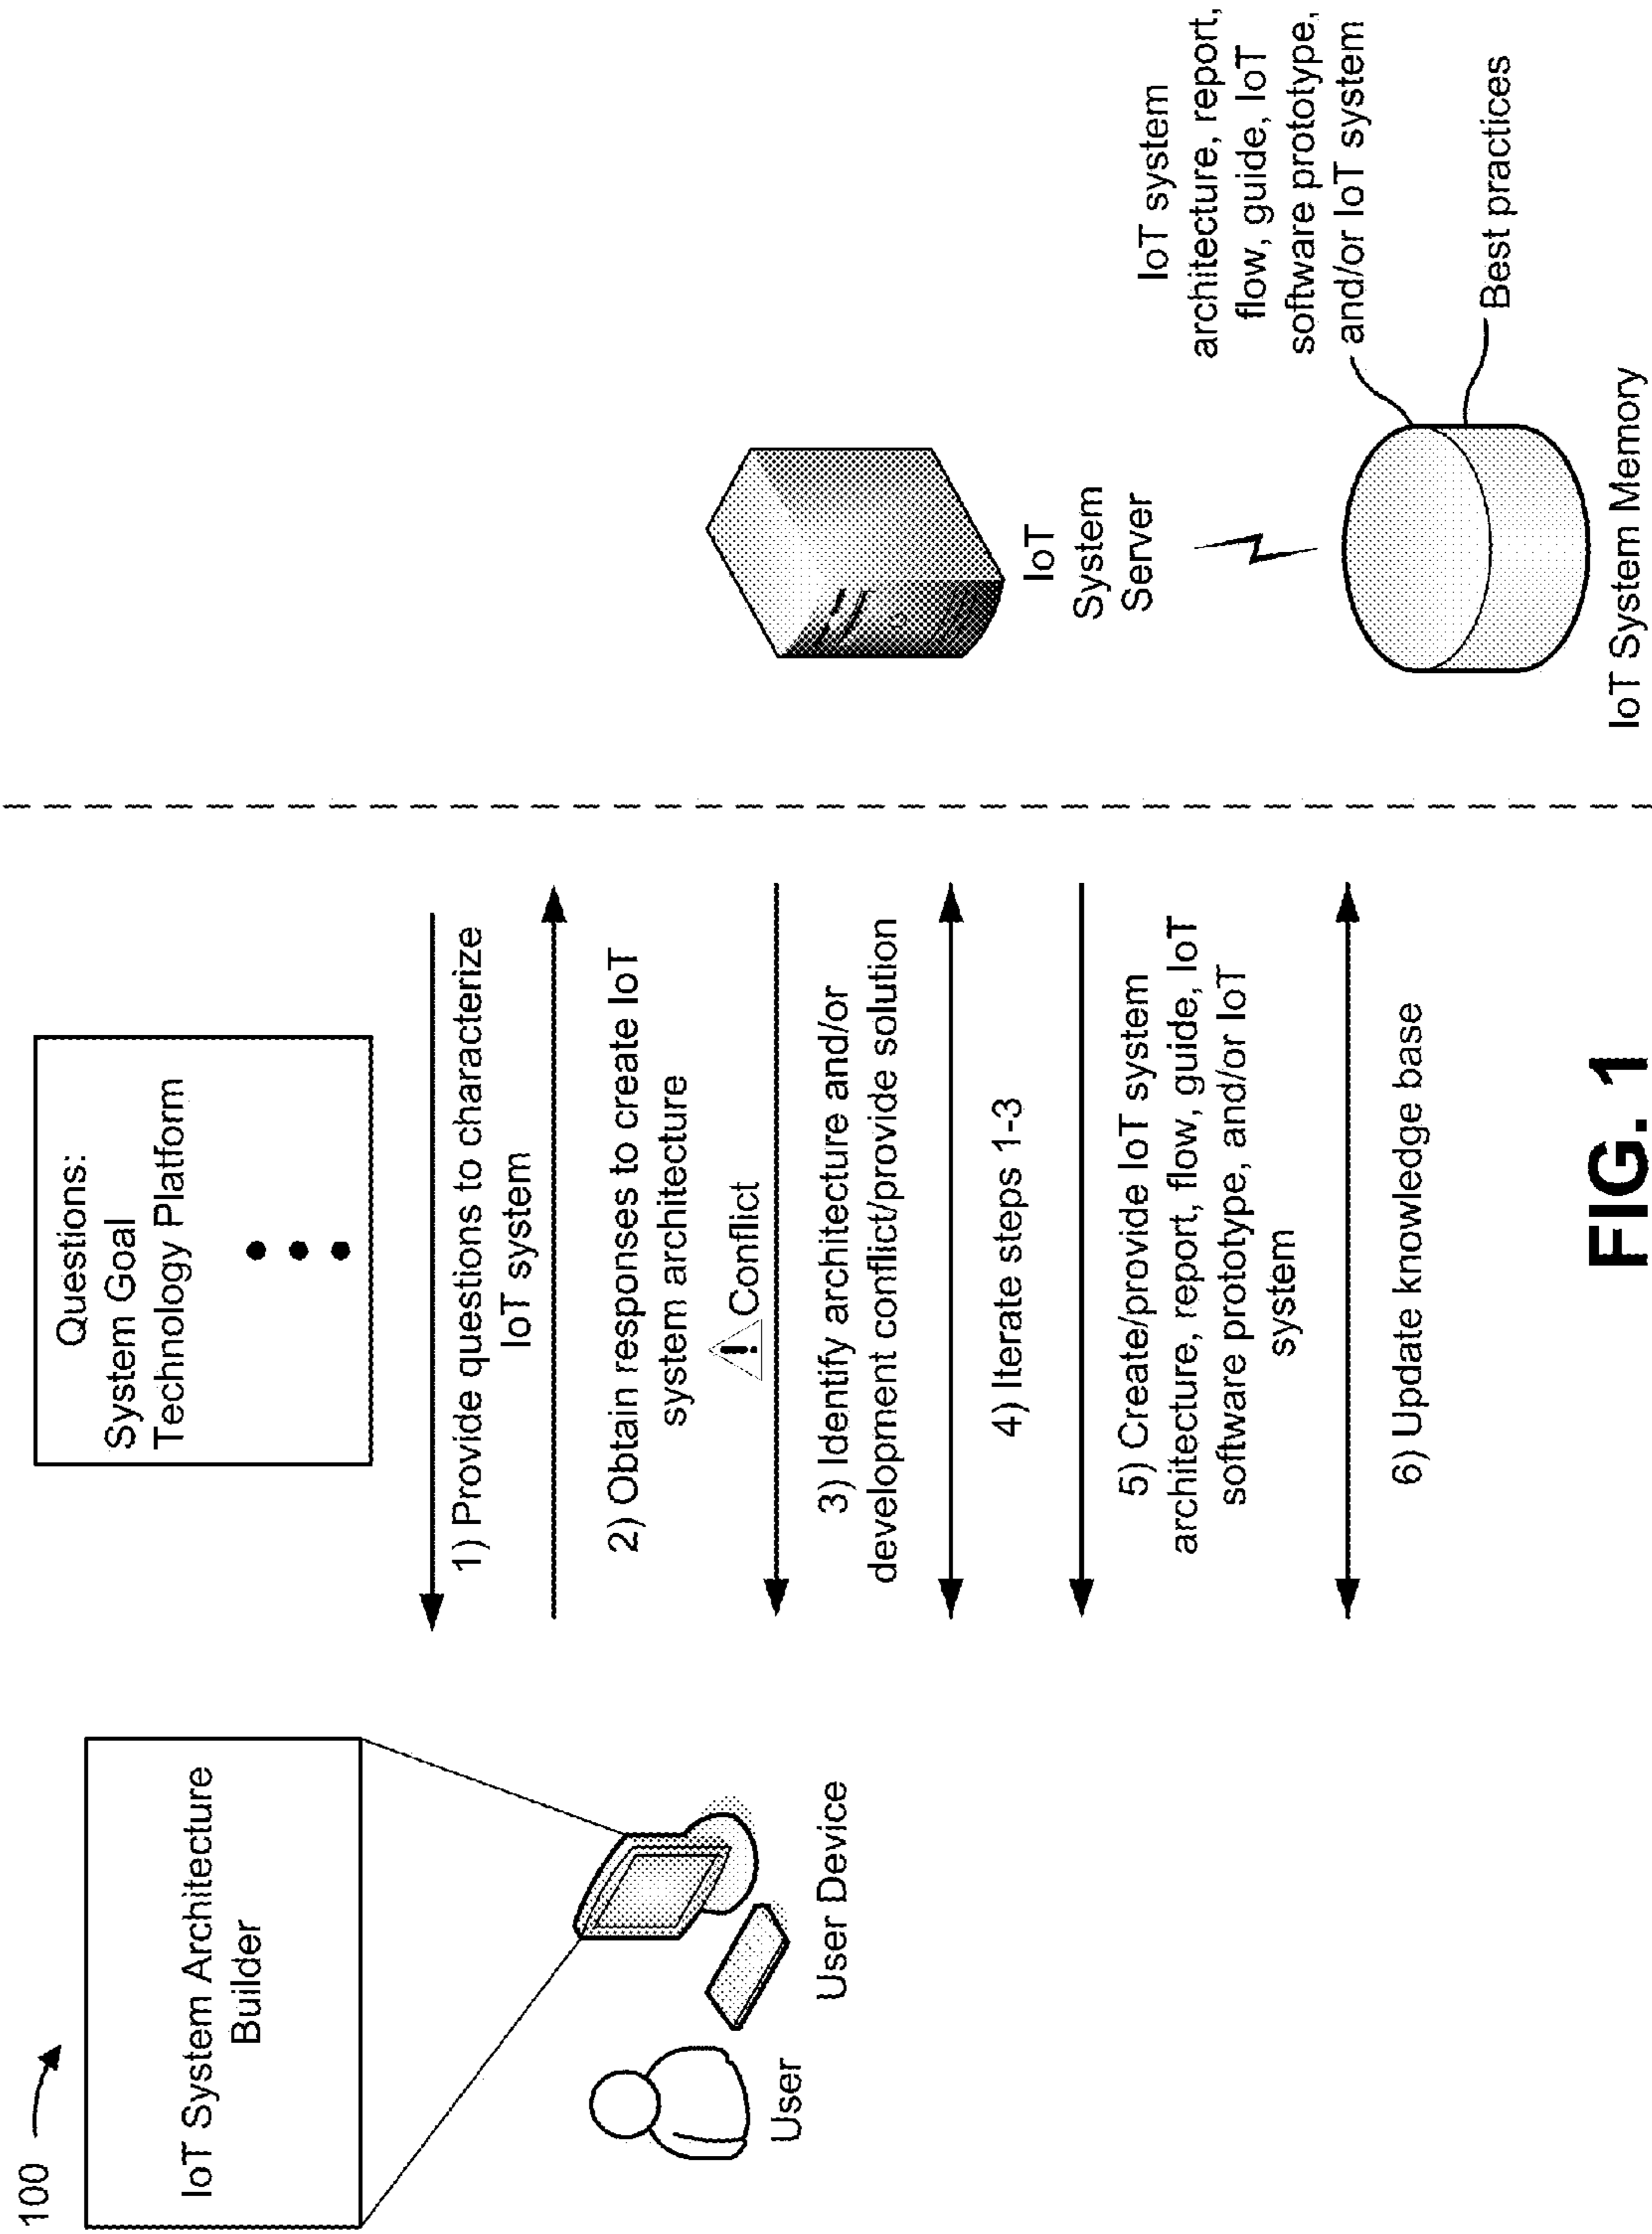 100
IoT System Architecture
Builder
User
User Device
Questions:
System Goal
Technology Platform
1) Provide questions to characterize
IoT system
2) Obtain responses to create IoT
system architecture
Conflict
3) Identify architecture and/or
development conflict/provide solution
4) Iterate steps 1-3
5) Create/provide IoT system
architecture, report, flow, guide, IoT
software prototype, and/or IoT
system
6) Update knowledge base
IoT
System
Server
IoT system
architecture, report,
flow, guide, IoT
software prototype,
and/or IoT system
Best practices
IoT System Memory
FIG. 1